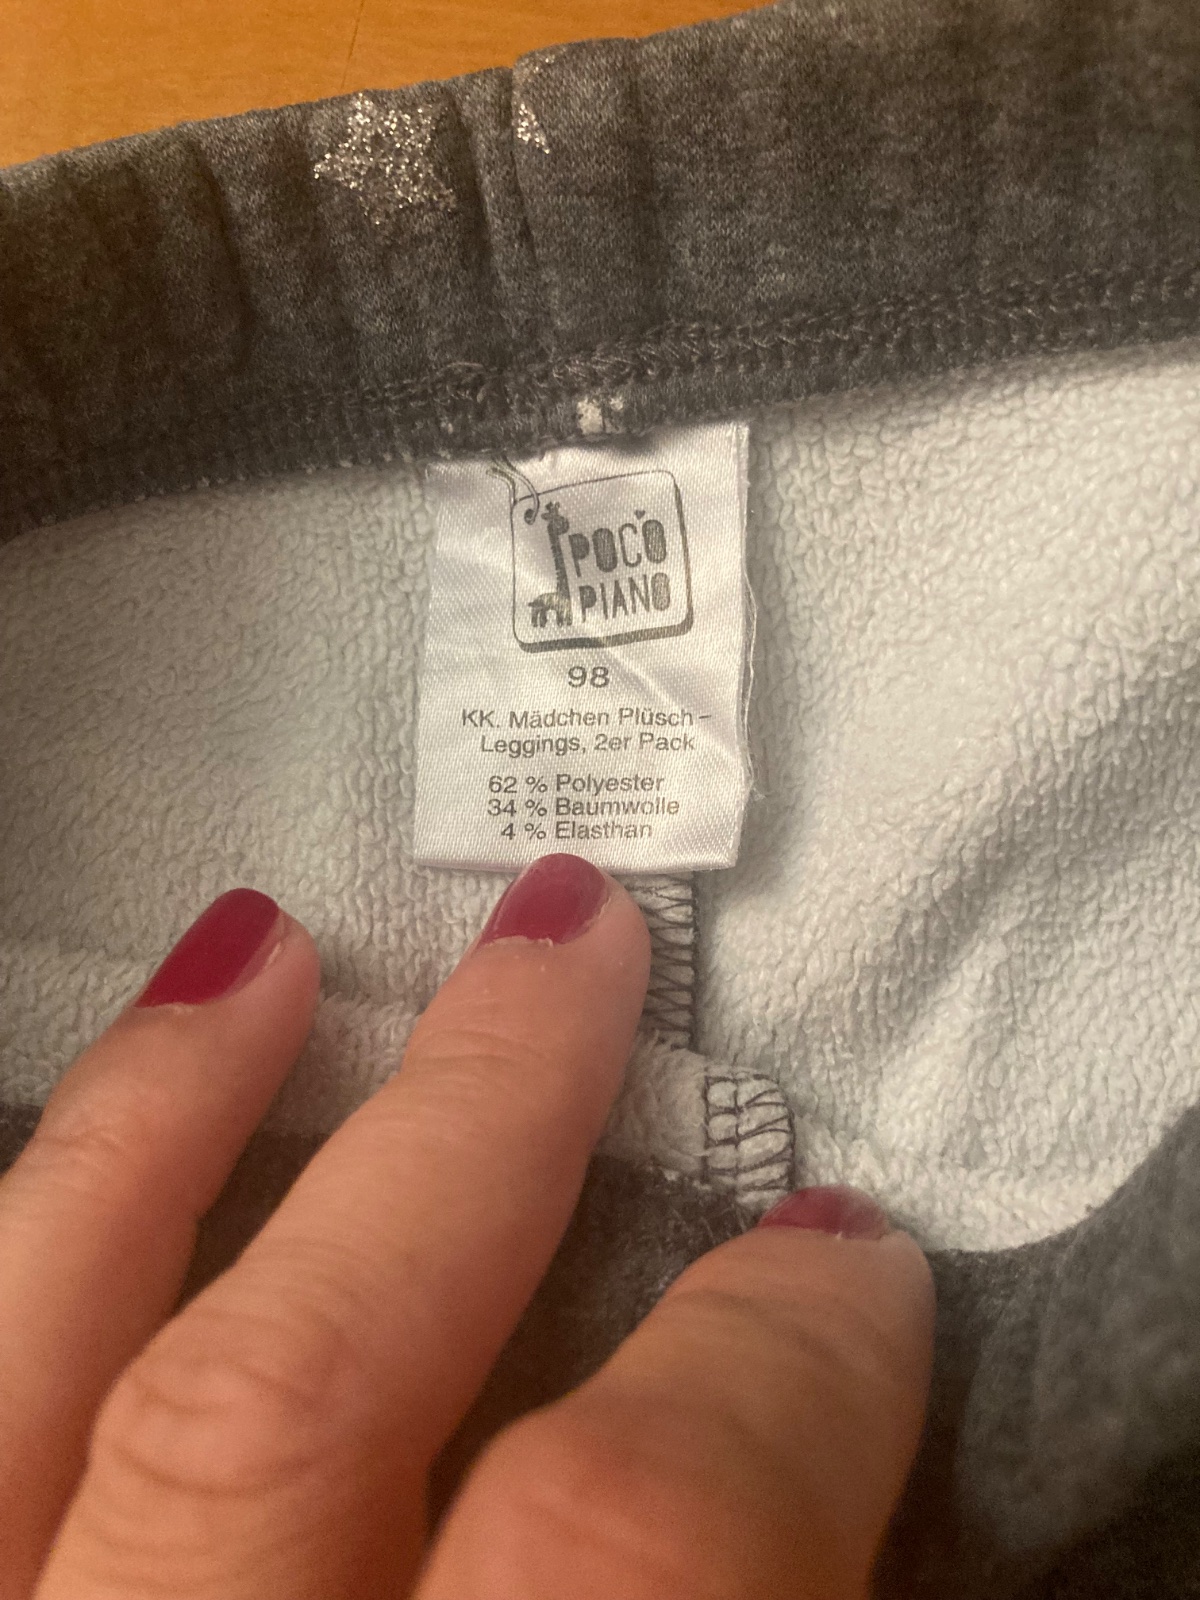 POCO
PIANO
98
KK. Mädchen Plüsch-
Leggings, 2er Pack
62 % Polyester
34 % Baumwolle
4 % Elasthan